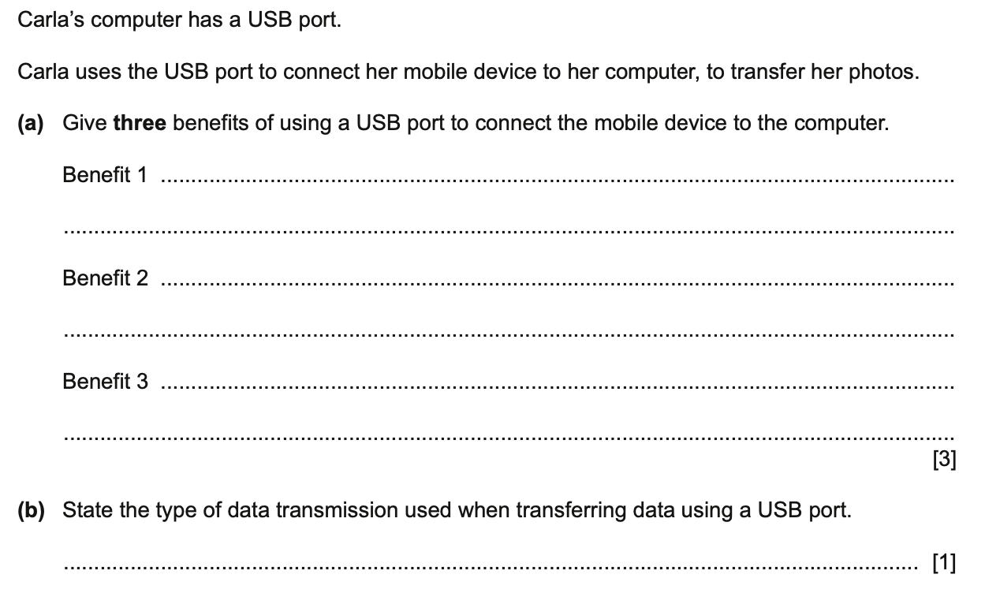 Carla’s computer has a USB port.
Carla uses the USB port to connect her mobile device to her computer, to transfer her photos.
(a) Give three benefits of using a USB port to connect the mobile device to the computer.
Benefit 1 ..........................................................................................................................
..........................................................................................................................................
Benefit 2 ..........................................................................................................................
..........................................................................................................................................
Benefit 3 ..........................................................................................................................
..........................................................................................................................................
[3]
(b) State the type of data transmission used when transferring data using a USB port.
.................................................................................................................................... [1]